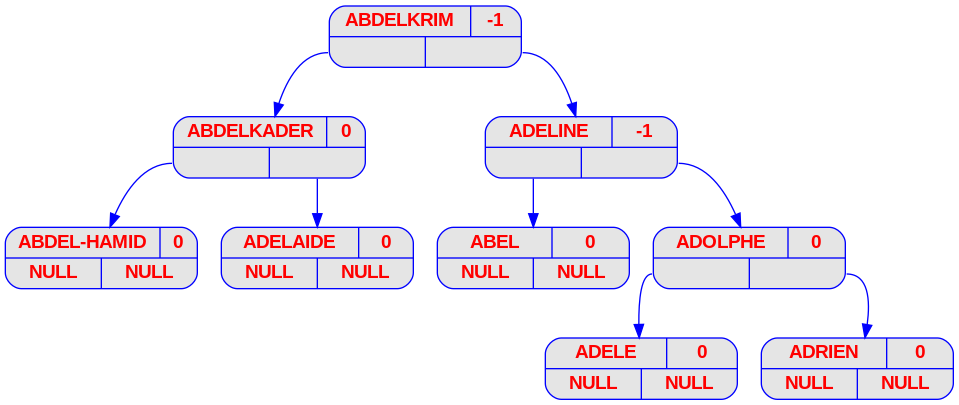 ABDELKRIM -1
ABDELKADER 0
ADELINE -1
ABDEL-HAMID 0
NULL NULL
ADELAIDE 0
NULL NULL
ABEL 0
NULL NULL
ADOLPHE 0
ADELE 0
NULL NULL
ADRIEN 0
NULL NULL